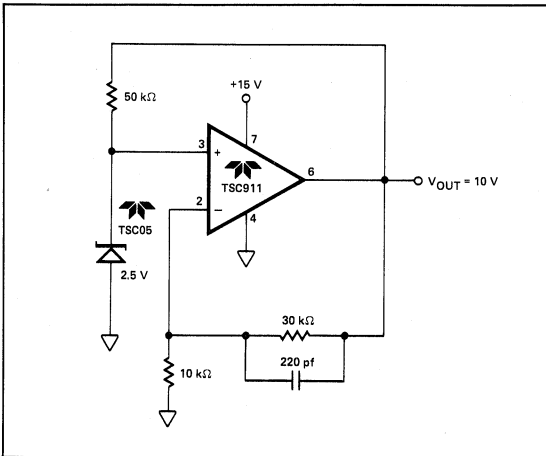 +15 V
50 kΩ
7
3
+
6
TSC911
V_OUT = 10 V
2
−
4
TSC05
2.5 V
30 kΩ
220 pf
10 kΩ